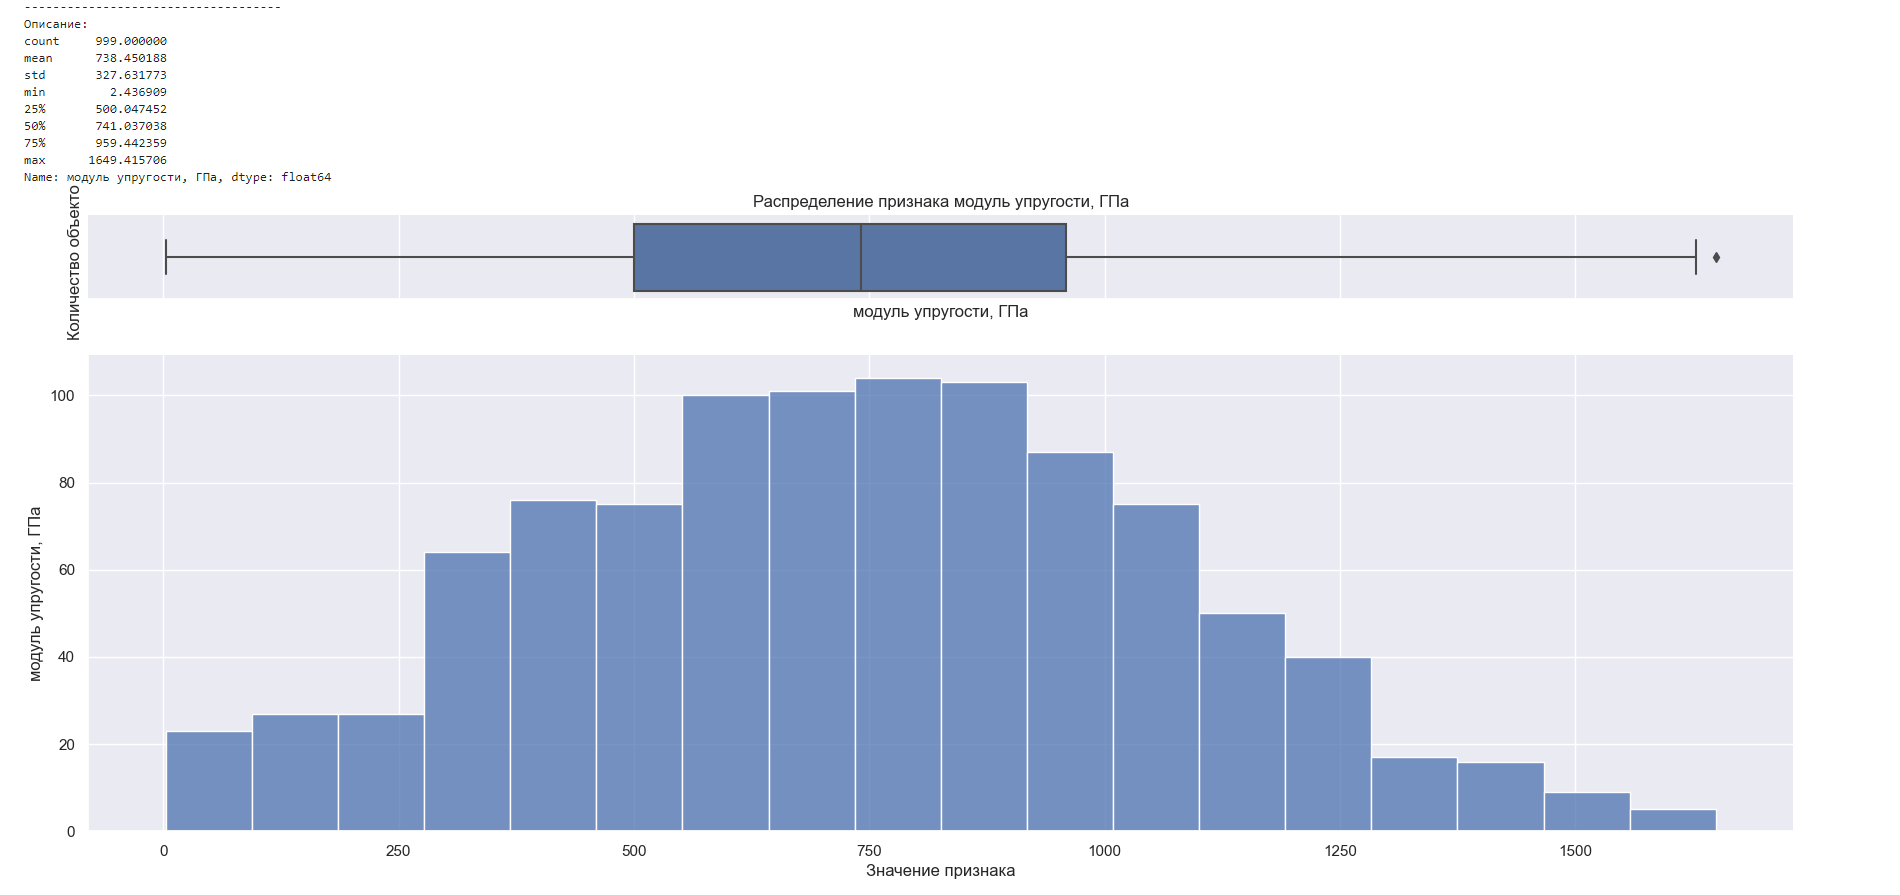 ------------------------------------
Описание:
count     999.000000
mean      738.450188
std       327.631773
min         2.436909
25%       500.047452
50%       741.037038
75%       959.442359
max      1649.415706
Name: модуль упругости, ГПа, dtype: float64
Распределение признака модуль упругости, ГПа
Количество объекто
модуль упругости, ГПа
100
80
60
40
20
0
модуль упругости, ГПа
0 250 500 750 1000 1250 1500
Значение признака